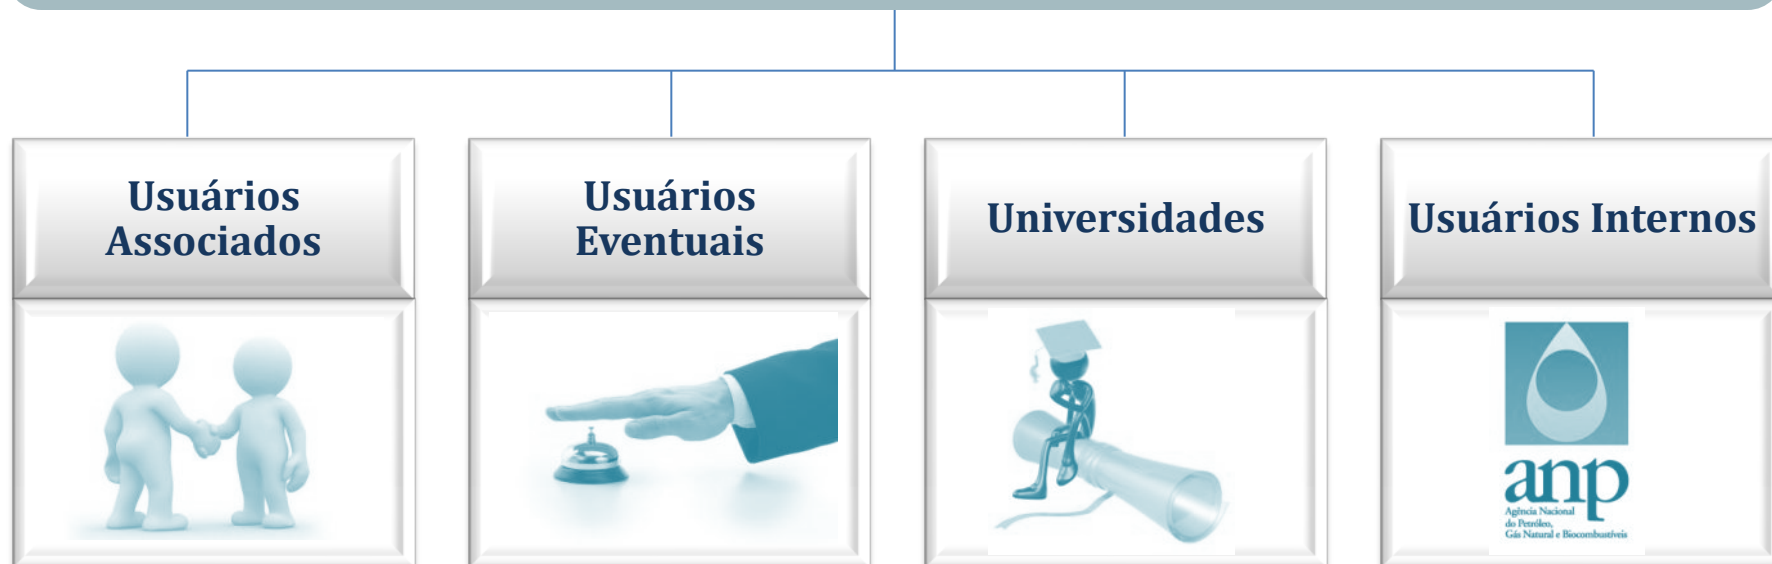 Usuários
Associados
Usuários
Eventuais
Universidades
Usuários Internos
anp
Agência Nacional
do Petróleo,
Gás Natural e Biocombustíveis